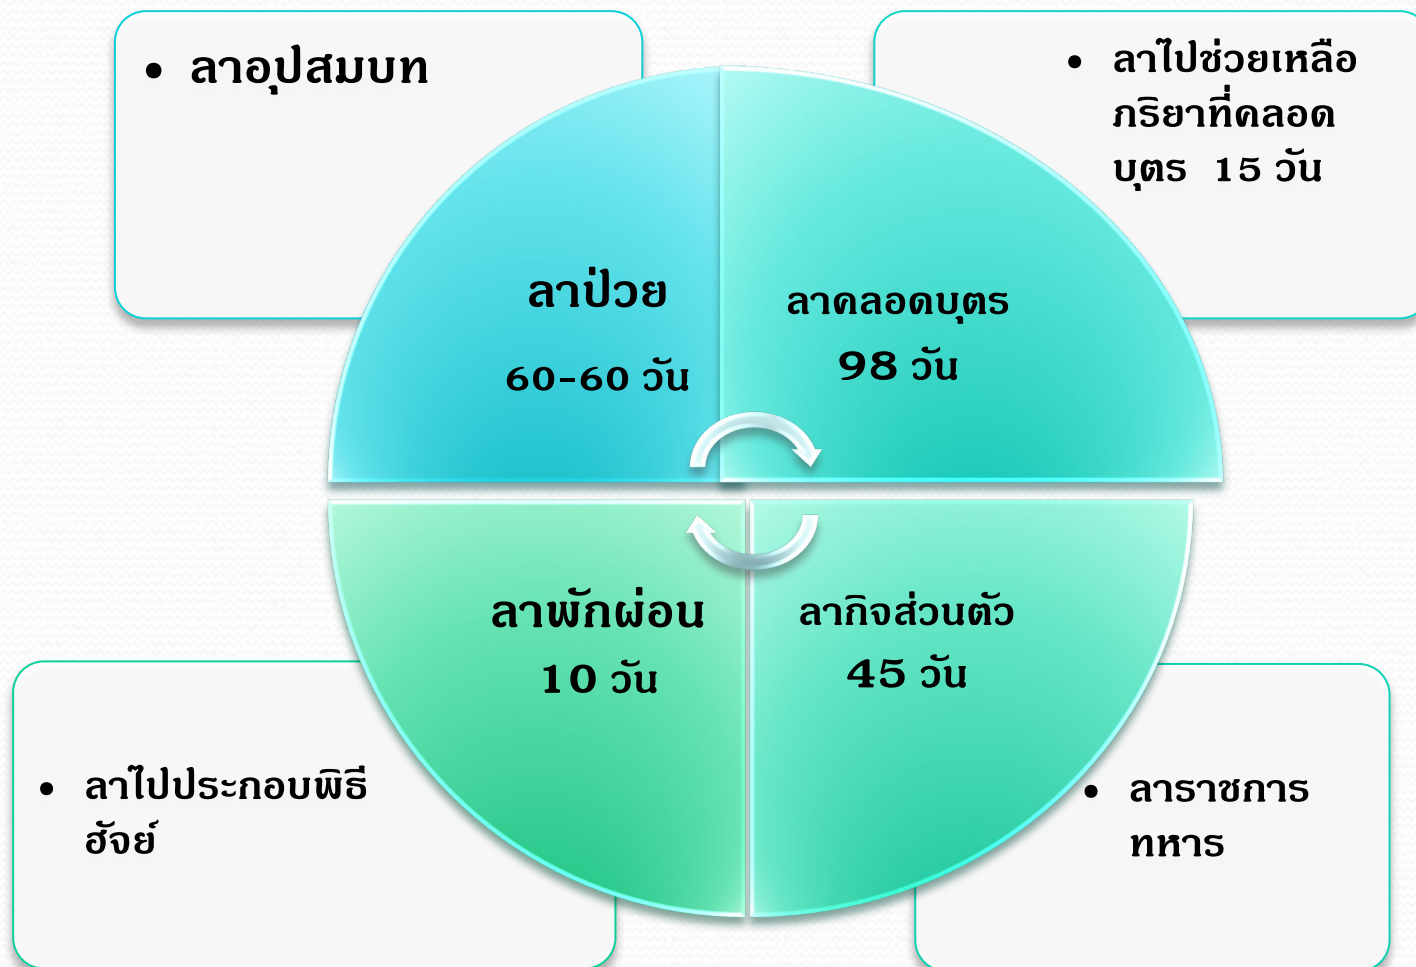 • ลาอุปสมบท
• ลาไปช่วยเหลือ
ภริยาที่คลอด
บุตร 15 วัน
ลาป่วย
60-60 วัน
ลาคลอดบุตร
98 วัน
ลาพักผ่อน
10 วัน
ลากิจส่วนตัว
45 วัน
• ลาไปประกอบพิธี
ฮัจย์
• ลาราชการ
ทหาร